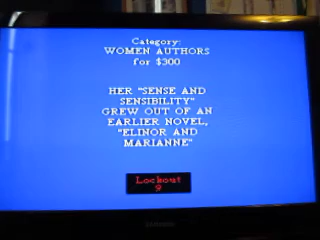 Category:
WOMEN AUTHORS
for $300
HER "SENSE AND
SENSIBILITY"
GREW OUT OF AN
EARLIER NOVEL,
"ELINOR AND
MARIANNE"
Lockout
9
SAMSUNG